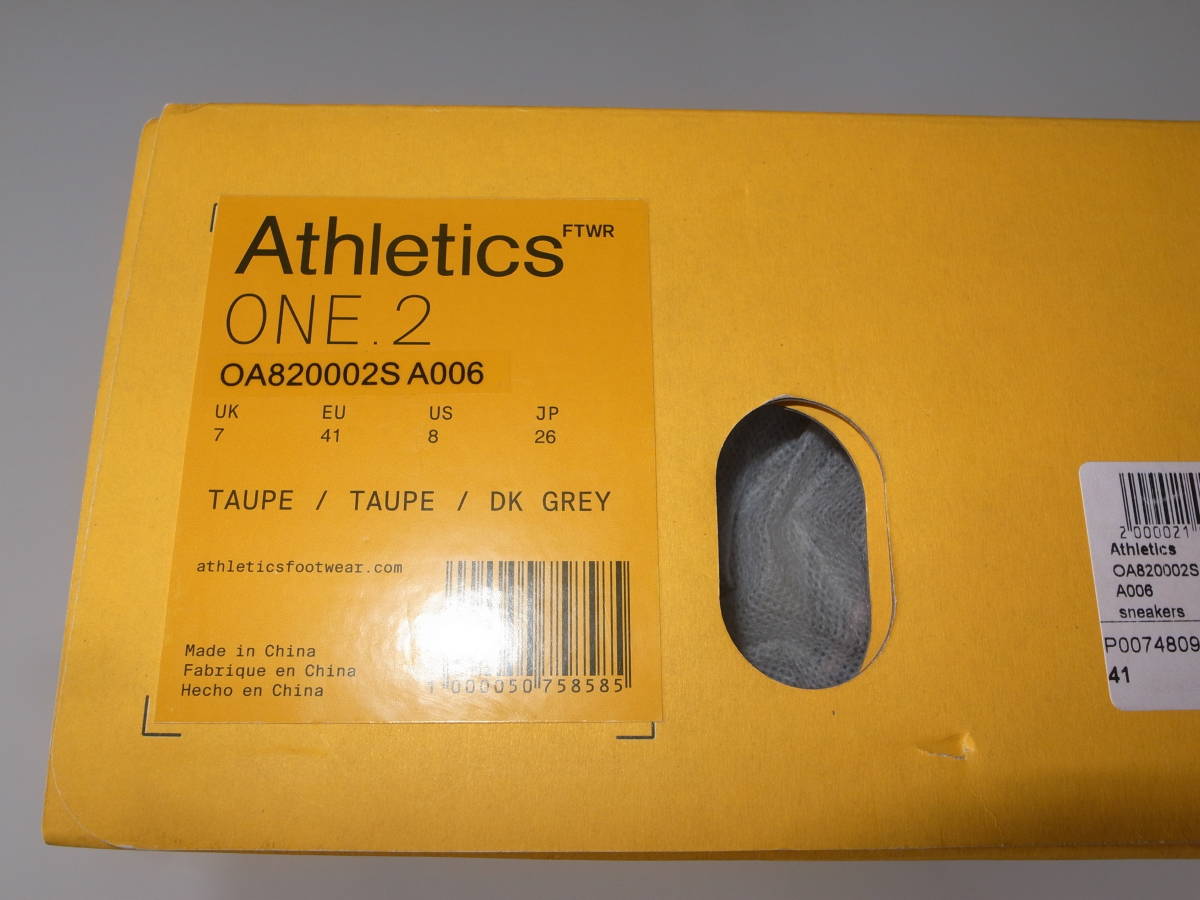 Athletics FTWR
ONE.2
OA820002S A006
UK EU US JP
7 41 8 26
TAUPE / TAUPE / DK GREY
athleticsfootwear.com
Made in China
Fabrique en China
Hecho en China
1 000050 758585
2 000021
Athletics
OA820002S
A006
sneakers
P0074809
41